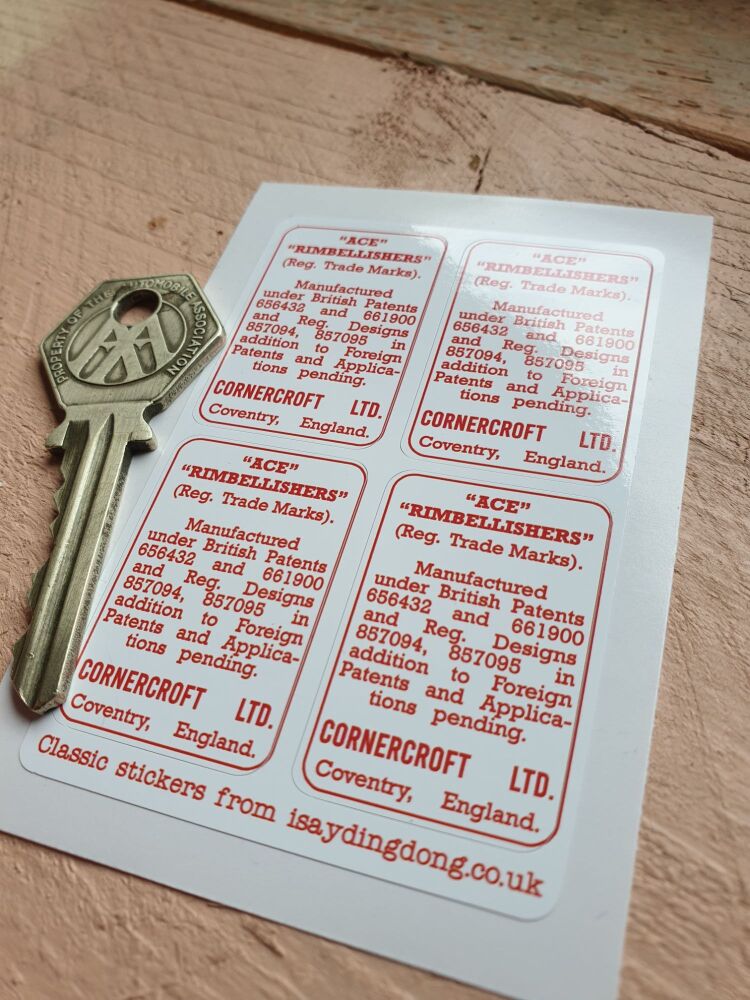 PROPERTY OF THE AUTOMOBILE ASSOCIATION
AA
“ACE”
“RIMBELLISHERS”
(Reg. Trade Marks).
Manufactured
under British Patents
656432 and 661900
and Reg. Designs
857094, 857095 in
addition to Foreign
Patents and Applica-
tions pending.
CORNERCROFT LTD.
Coventry, England.
“ACE”
“RIMBELLISHERS”
(Reg. Trade Marks).
Manufactured
under British Patents
656432 and 661900
and Reg. Designs
857094, 857095 in
addition to Foreign
Patents and Applica-
tions pending.
CORNERCROFT LTD.
Coventry, England.
“ACE”
“RIMBELLISHERS”
(Reg. Trade Marks).
Manufactured
under British Patents
656432 and 661900
and Reg. Designs
857094, 857095 in
addition to Foreign
Patents and Applica-
tions pending.
CORNERCROFT LTD.
Coventry, England.
“ACE”
“RIMBELLISHERS”
(Reg. Trade Marks).
Manufactured
under British Patents
656432 and 661900
and Reg. Designs
857094, 857095 in
addition to Foreign
Patents and Applica-
tions pending.
CORNERCROFT LTD.
Coventry, England.
Classic stickers from isaydingdong.co.uk